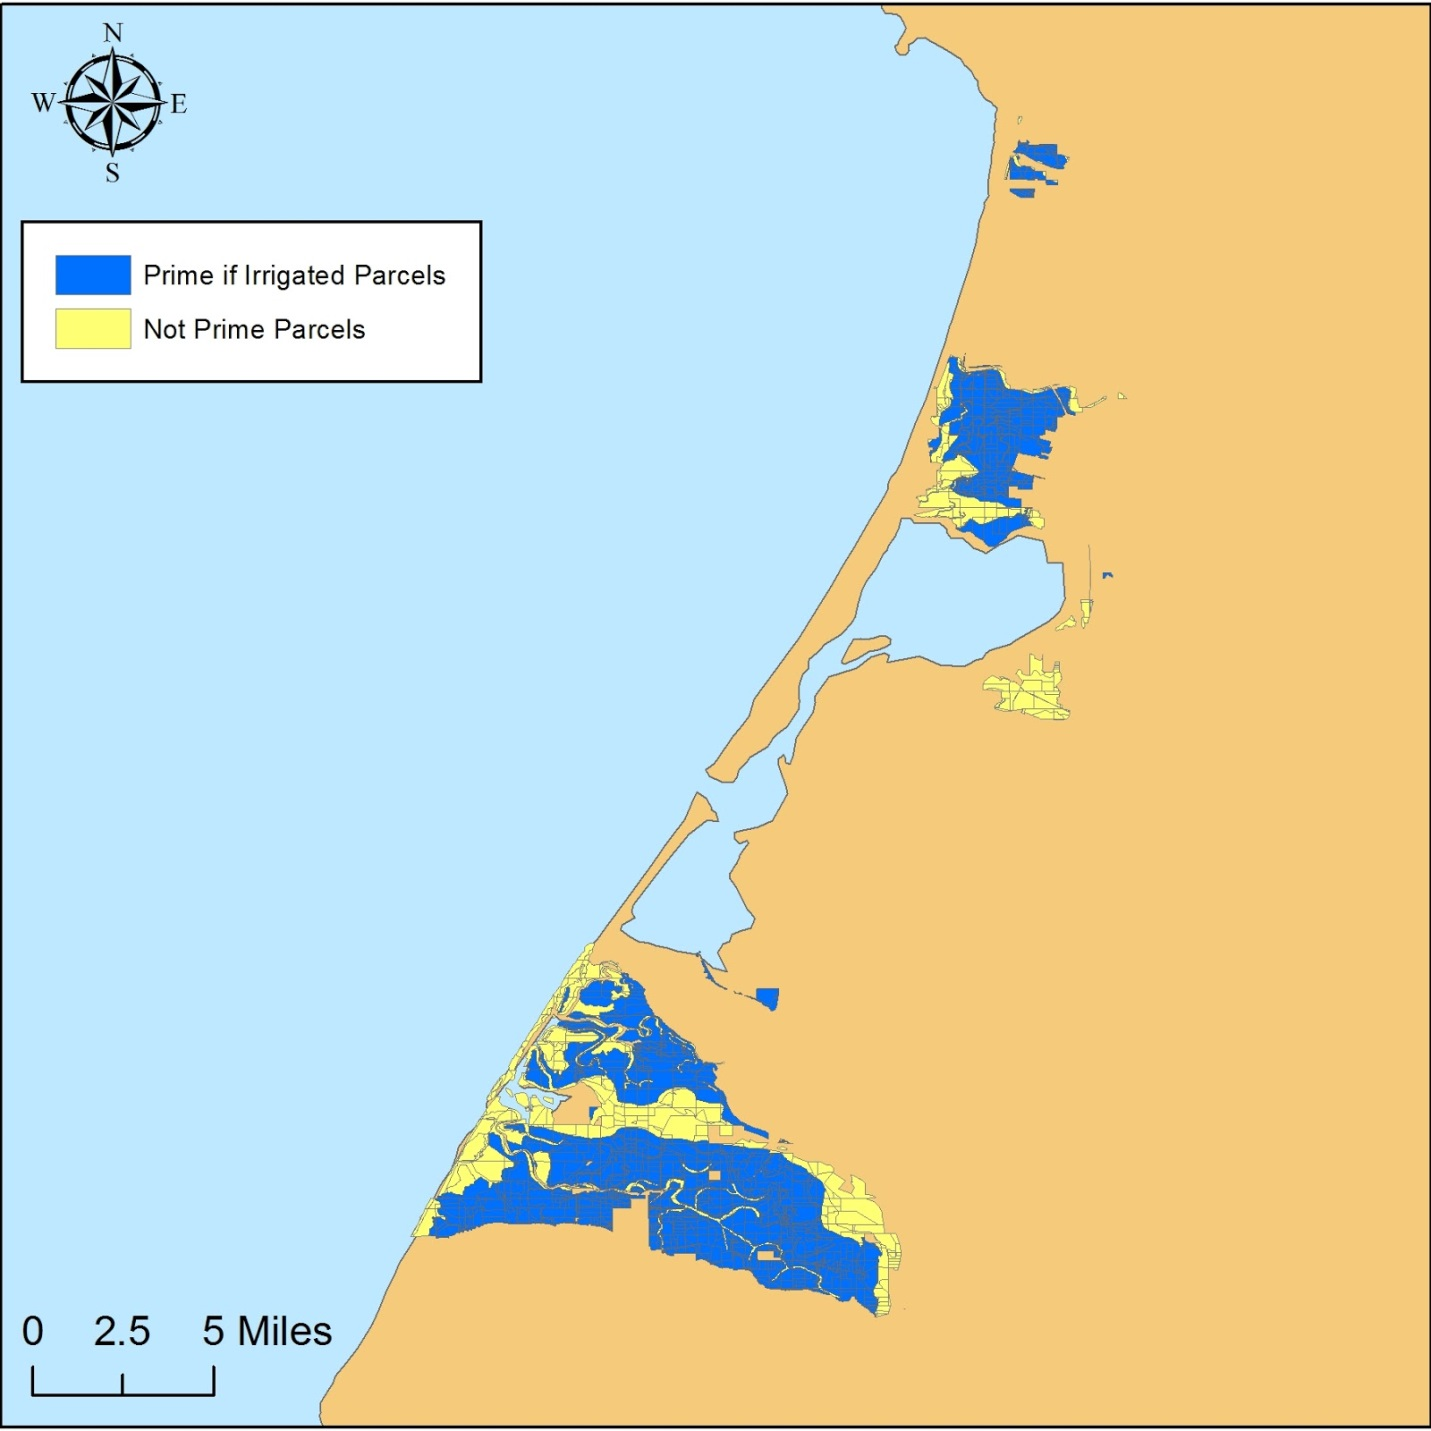 N
W E
S
Prime if Irrigated Parcels
Not Prime Parcels
0 2.5 5 Miles